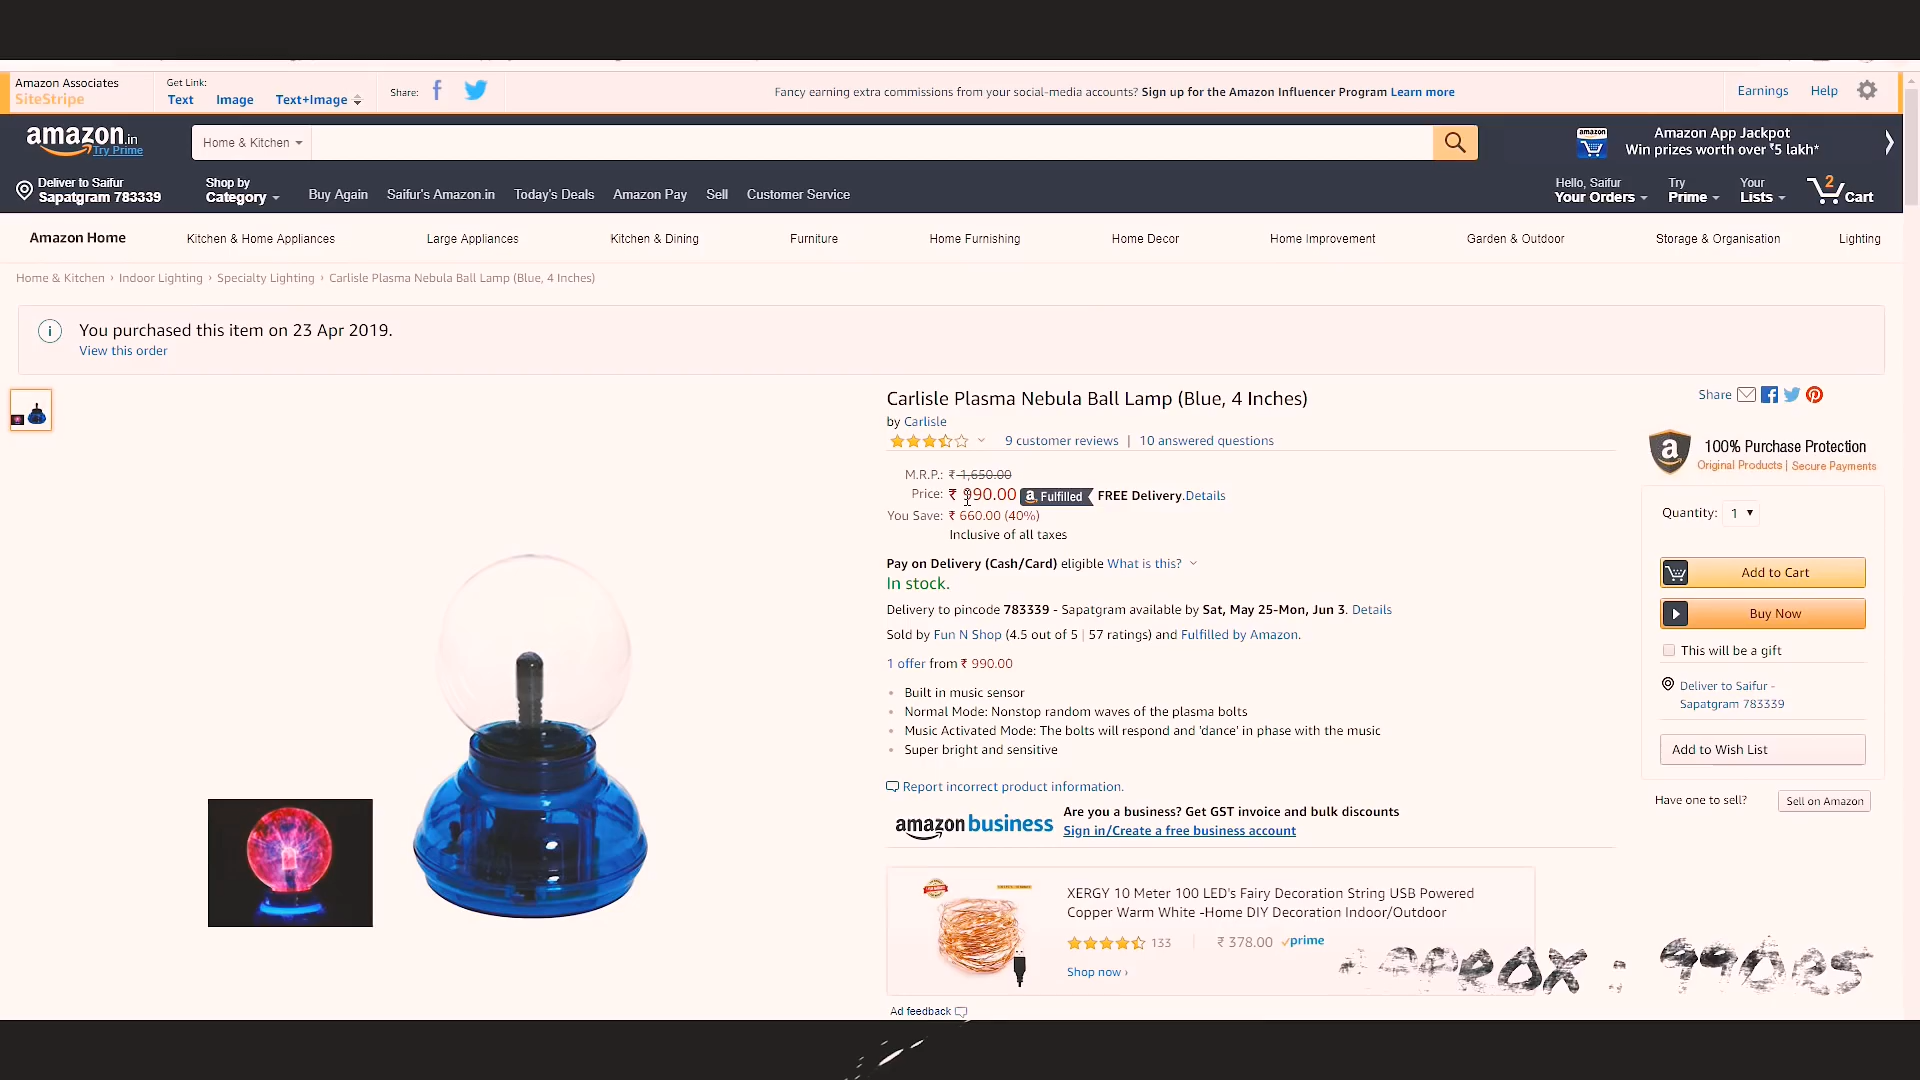 Amazon Associates
SiteStripe
Get Link:
Text Image Text+Image
Share:
Fancy earning extra commissions from your social-media accounts? Sign up for the Amazon Influencer Program Learn more
Earnings Help
amazon.in
Try Prime
Home & Kitchen
amazon
Amazon App Jackpot
Win prizes worth over ₹5 lakh*
Deliver to Saifur
Sapatgram 783339
Shop by
Category
Buy Again Saifur's Amazon.in Today's Deals Amazon Pay Sell Customer Service
Hello, Saifur
Your Orders
Try
Prime
Your
Lists
2
Cart
Amazon Home Kitchen & Home Appliances Large Appliances Kitchen & Dining Furniture Home Furnishing Home Decor Home Improvement Garden & Outdoor Storage & Organisation Lighting
Home & Kitchen › Indoor Lighting › Specialty Lighting › Carlisle Plasma Nebula Ball Lamp (Blue, 4 Inches)
You purchased this item on 23 Apr 2019.
View this order
Carlisle Plasma Nebula Ball Lamp (Blue, 4 Inches)
by Carlisle
9 customer reviews | 10 answered questions
M.R.P.: ₹ 1,650.00
Price: ₹ 990.00 a Fulfilled FREE Delivery.Details
You Save: ₹ 660.00 (40%)
Inclusive of all taxes
Pay on Delivery (Cash/Card) eligible What is this?
In stock.
Delivery to pincode 783339 - Sapatgram available by Sat, May 25-Mon, Jun 3. Details
Sold by Fun N Shop (4.5 out of 5 | 57 ratings) and Fulfilled by Amazon.
1 offer from ₹ 990.00
• Built in music sensor
• Normal Mode: Nonstop random waves of the plasma bolts
• Music Activated Mode: The bolts will respond and 'dance' in phase with the music
• Super bright and sensitive
Report incorrect product information.
amazon business
Are you a business? Get GST invoice and bulk discounts
Sign in/Create a free business account
XERGY 10 Meter 100 LED's Fairy Decoration String USB Powered
Copper Warm White -Home DIY Decoration Indoor/Outdoor
133 ₹ 378.00 prime
Shop now ›
Ad feedback
Share
100% Purchase Protection
Original Products | Secure Payments
Quantity: 1
Add to Cart
Buy Now
This will be a gift
Deliver to Saifur -
Sapatgram 783339
Add to Wish List
Have one to sell? Sell on Amazon
APPROX : 990RS